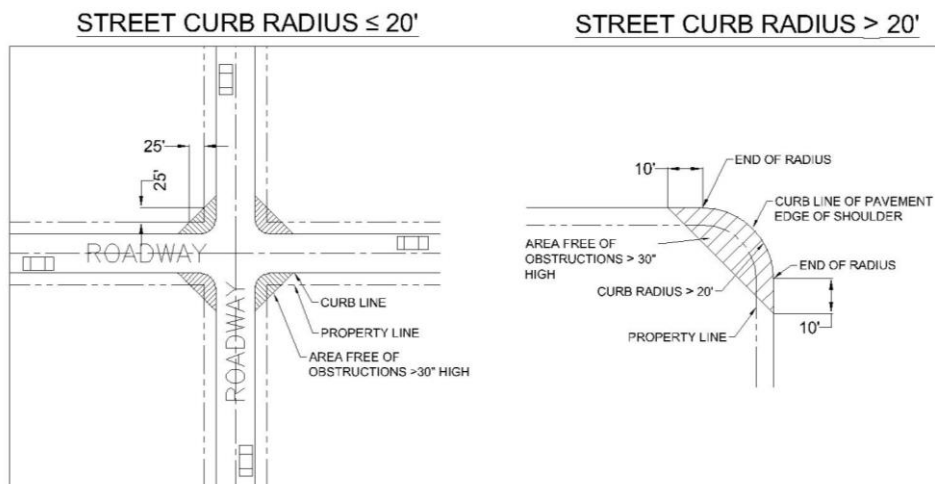 STREET CURB RADIUS ≤ 20'
STREET CURB RADIUS > 20'
25'
25'
ROADWAY
ROADWAY
CURB LINE
PROPERTY LINE
AREA FREE OF
OBSTRUCTIONS >30" HIGH
10'
END OF RADIUS
CURB LINE OF PAVEMENT
EDGE OF SHOULDER
AREA FREE OF
OBSTRUCTIONS > 30"
HIGH
END OF RADIUS
CURB RADIUS > 20'
PROPERTY LINE
10'